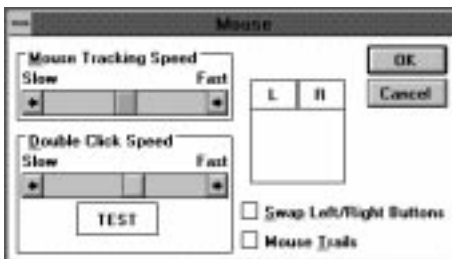 Mouse
Mouse Tracking Speed
Slow Fast
OK
L R
Cancel
Double Click Speed
Slow Fast
TEST
Swap Left/Right Buttons
Mouse Trails